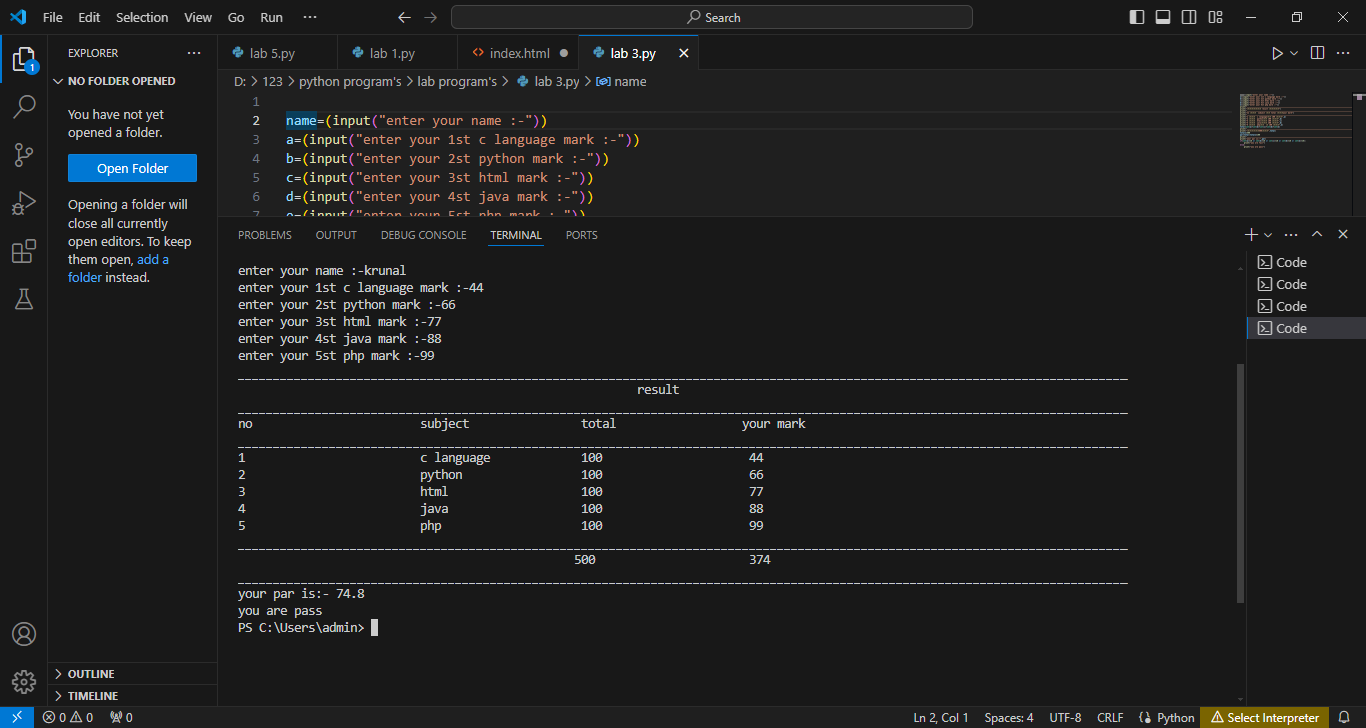 File Edit Selection View Go Run ··· Search
EXPLORER ···
NO FOLDER OPENED
You have not yet
opened a folder.
Open Folder
Opening a folder will
close all currently
open editors. To keep
them open, add a
folder instead.
OUTLINE
TIMELINE
lab 5.py lab 1.py index.html lab 3.py
D: > 123 > python program's > lab program's > lab 3.py > name
1
2 name=(input("enter your name :-"))
3 a=(input("enter your 1st c language mark :-"))
4 b=(input("enter your 2st python mark :-"))
5 c=(input("enter your 3st html mark :-"))
6 d=(input("enter your 4st java mark :-"))
7 e=(input("enter your 5st php mark :-"))
PROBLEMS OUTPUT DEBUG CONSOLE TERMINAL PORTS
enter your name :-krunal
enter your 1st c language mark :-44
enter your 2st python mark :-66
enter your 3st html mark :-77
enter your 4st java mark :-88
enter your 5st php mark :-99
result
no subject total your mark
1 c language 100 44
2 python 100 66
3 html 100 77
4 java 100 88
5 php 100 99
500 374
your par is:- 74.8
you are pass
PS C:\Users\admin>
Code
Code
Code
Code
1
0 0 0 Ln 2, Col 1 Spaces: 4 UTF-8 CRLF Python Select Interpreter